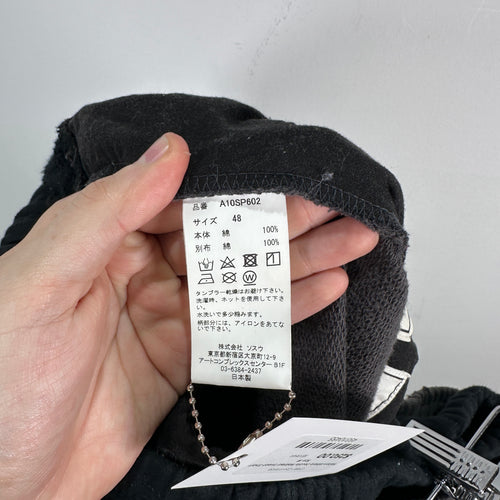 品番 A10SP602
サイズ 48
本体 綿 100%
別布 綿 100%
タンブラー乾燥はお避け下さい。
洗濯時、ネットを使用して下さい。
水洗いで多少縮みます。
柄部分には、アイロンをあてないで下さい。
株式会社 ソスウ
東京都新宿区大京町12-9
アートコンプレックスセンター B1F
03-6384-2437
日本製